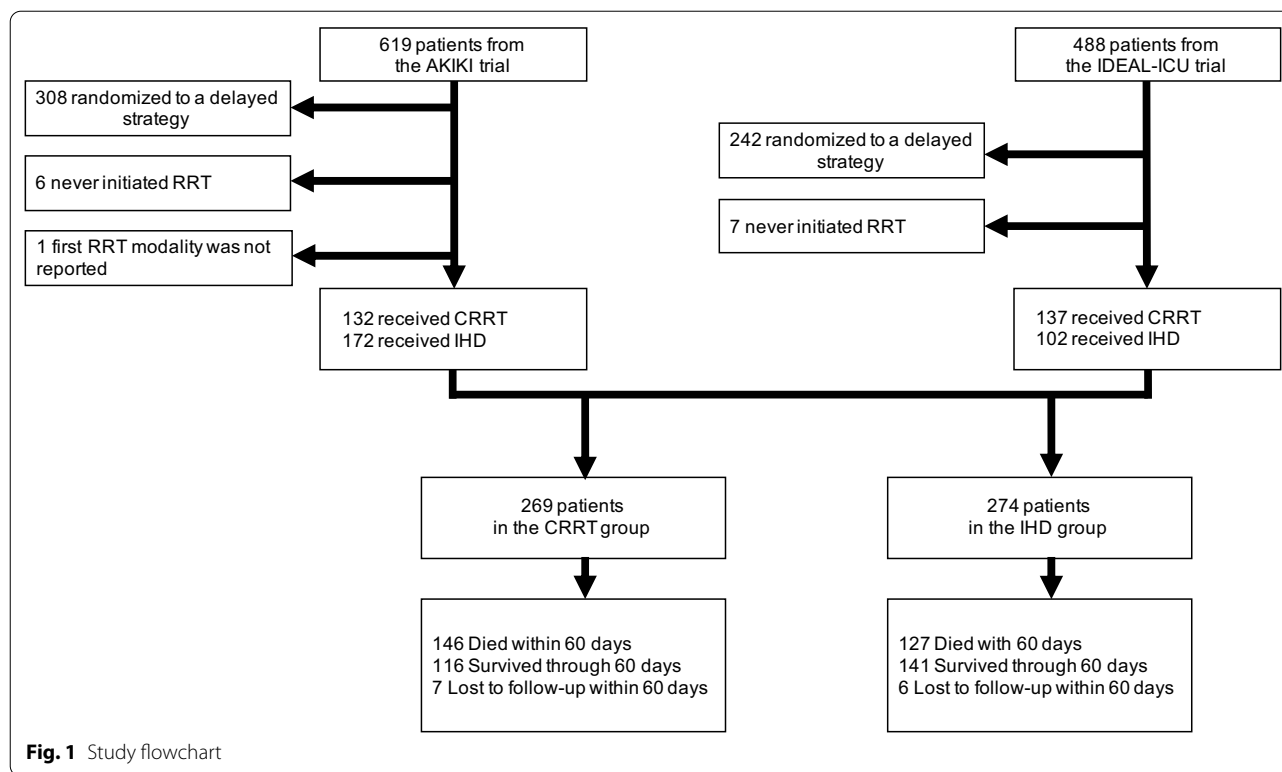 619 patients from
the AKIKI trial
488 patients from
the IDEAL-ICU trial
308 randomized to a delayed
strategy
242 randomized to a delayed
strategy
6 never initiated RRT
7 never initiated RRT
1 first RRT modality was not
reported
132 received CRRT
172 received IHD
137 received CRRT
102 received IHD
269 patients
in the CRRT group
274 patients
in the IHD group
146 Died within 60 days
116 Survived through 60 days
7 Lost to follow-up within 60 days
127 Died with 60 days
141 Survived through 60 days
6 Lost to follow-up within 60 days
Fig. 1 Study flowchart